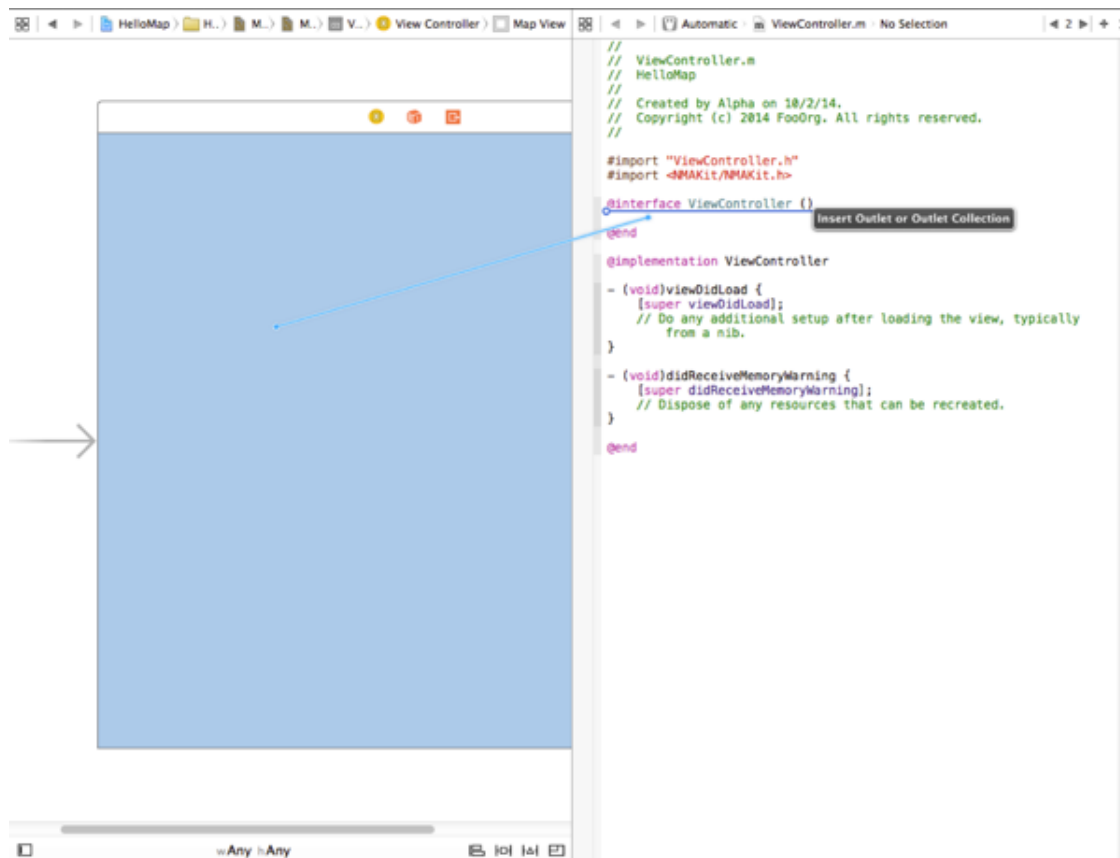 HelloMap H.. M.. M.. V.. View Controller Map View
Automatic ViewController.m No Selection 2
//
// ViewController.m
// HelloMap
//
// Created by Alpha on 10/2/14.
// Copyright (c) 2014 FooOrg. All rights reserved.
//
#import "ViewController.h"
#import <NMAKit/NMAKit.h>
@interface ViewController ()
Insert Outlet or Outlet Collection
@end
@implementation ViewController
- (void)viewDidLoad {
[super viewDidLoad];
// Do any additional setup after loading the view, typically
from a nib.
}
- (void)didReceiveMemoryWarning {
[super didReceiveMemoryWarning];
// Dispose of any resources that can be recreated.
}
@end
wAny hAny